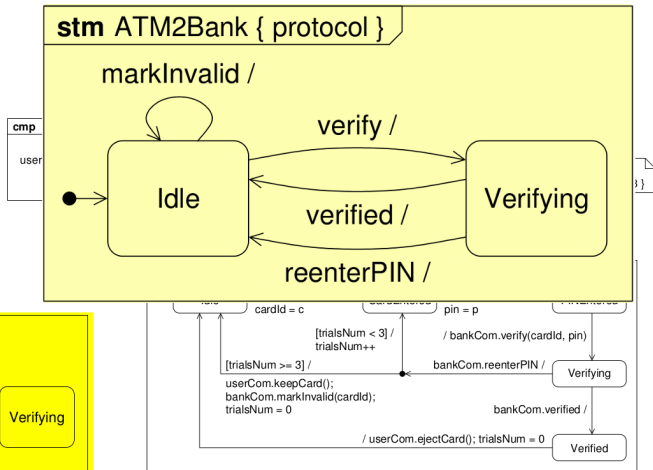 stm ATM2Bank { protocol }
markInvalid /
verify /
cmp
user
Idle
Verifying
verified /
reenterPIN /
cardId = c
pin = p
[trialsNum < 3] /
trialsNum++
/ bankCom.verify(cardId, pin)
[trialsNum >= 3] /
bankCom.reenterPIN /
Verifying
userCom.keepCard();
bankCom.markInvalid(cardId);
trialsNum = 0
Verifying
bankCom.verified /
/ userCom.ejectCard(); trialsNum = 0
Verified